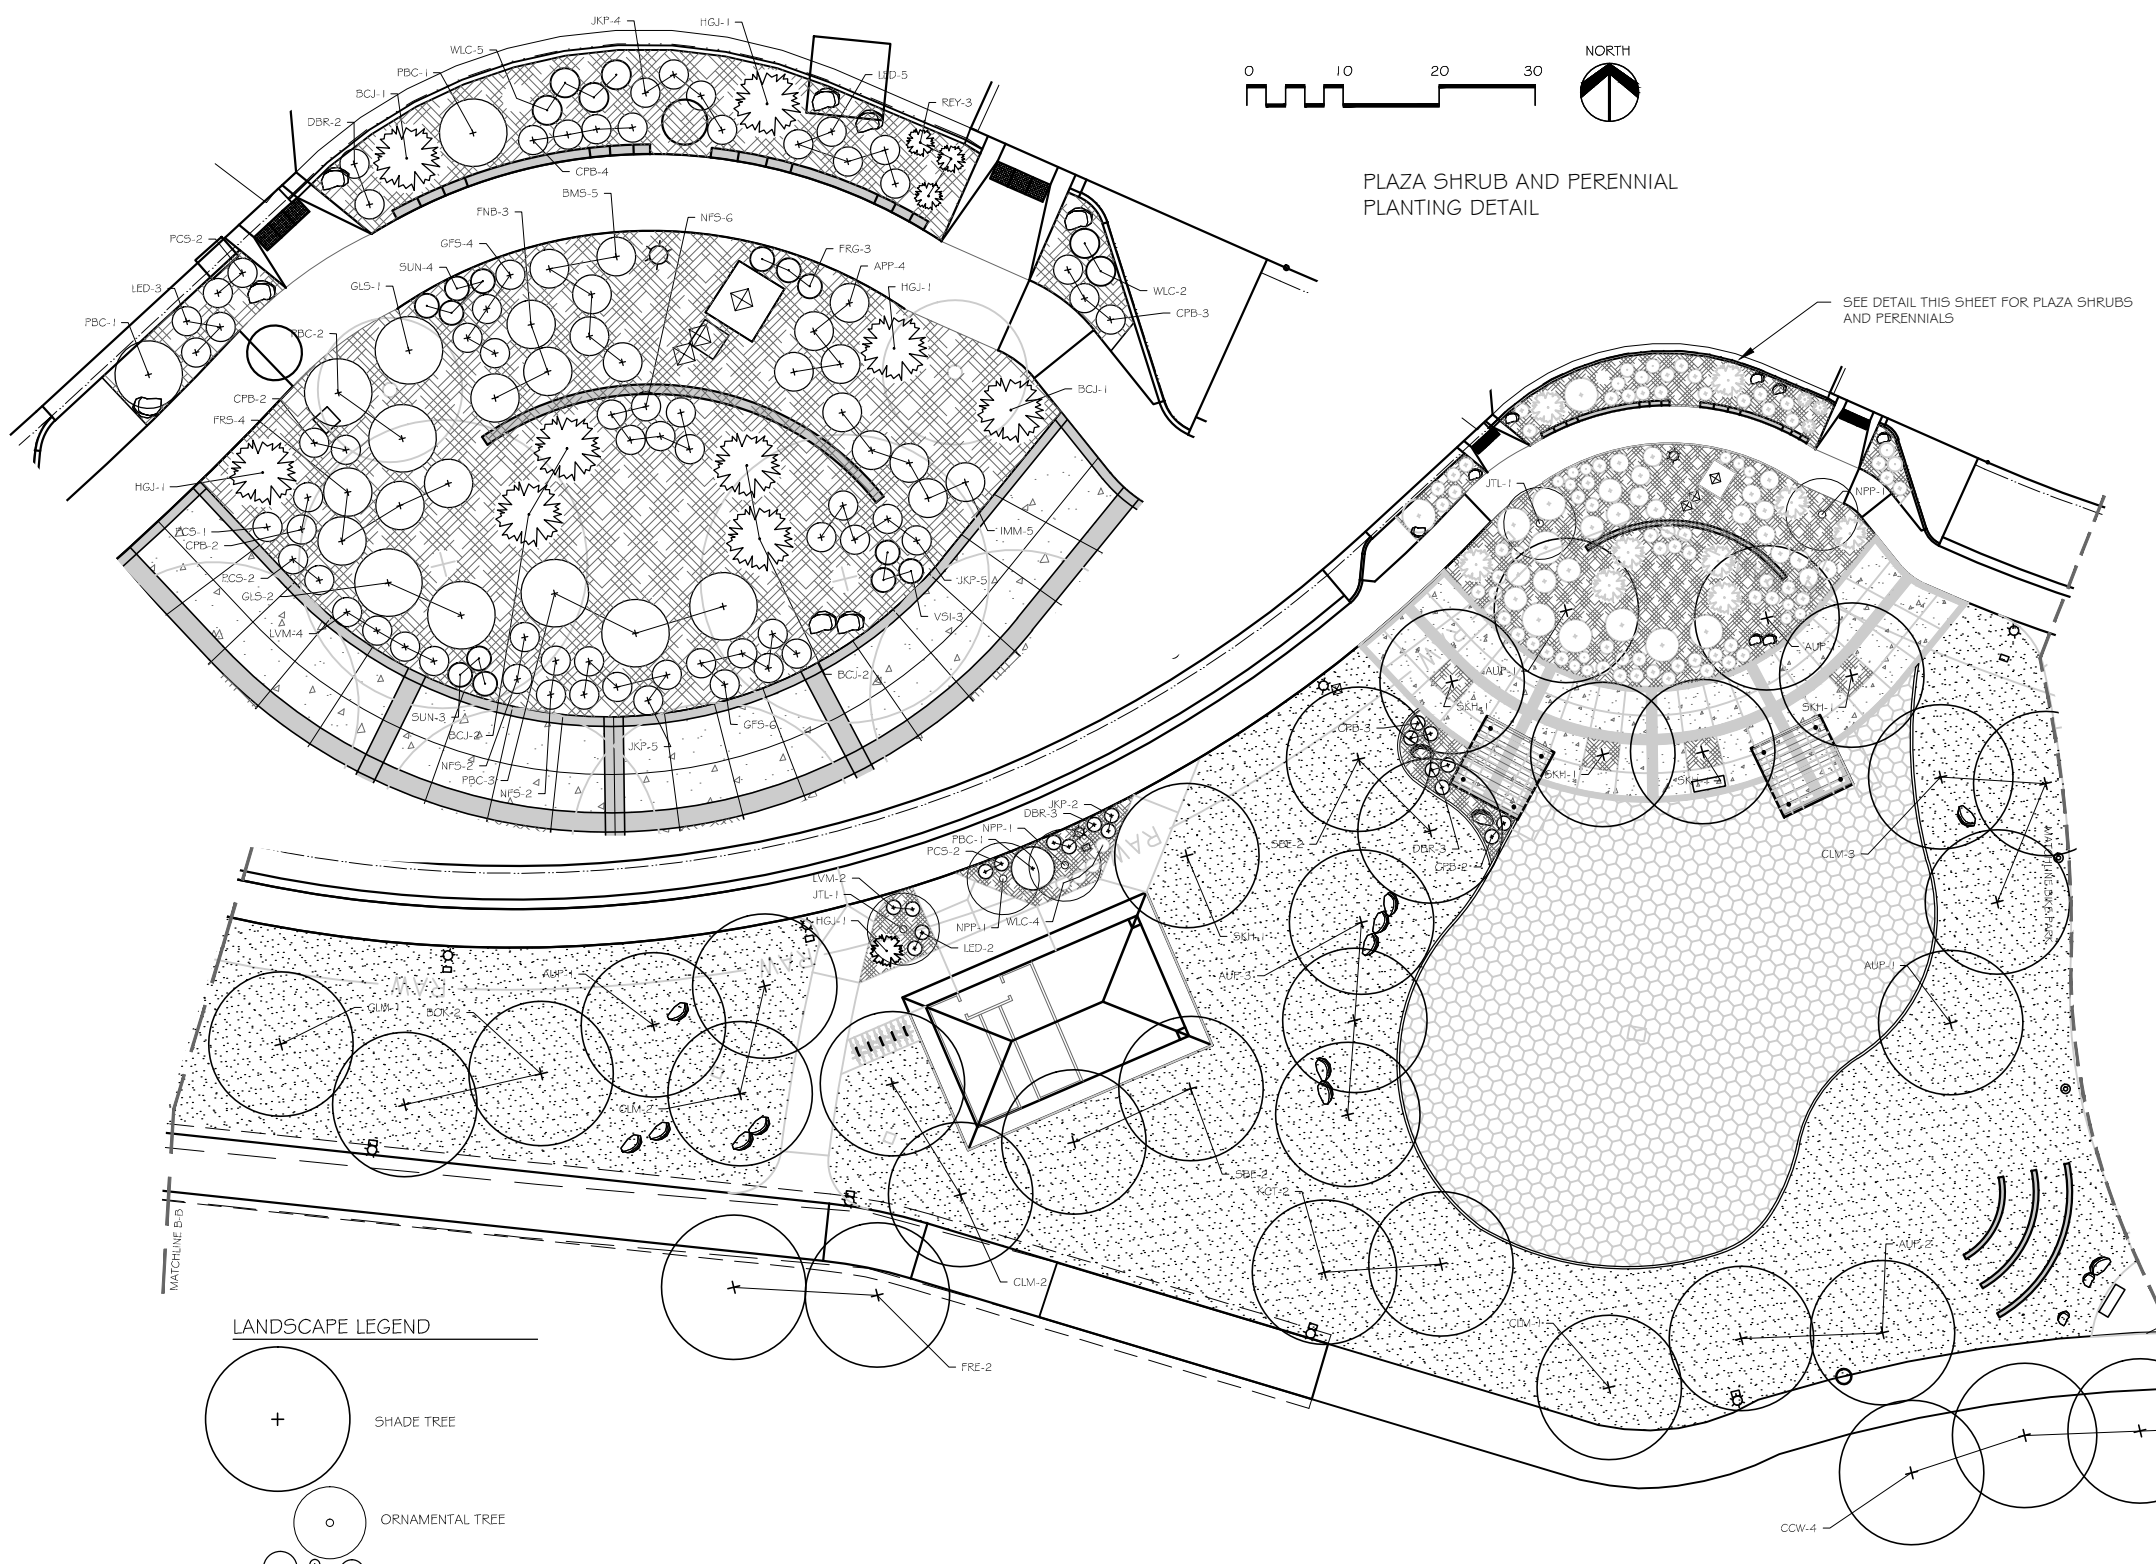 JKP-4
HGJ-1
WLC-5
PBC-1
BCJ-1
DBR-2
LED-5
REY-3
CPB-4
BMS-5
FNB-3
NFS-6
GFS-4
SUN-4
GLS-1
PCS-2
LED-3
PBC-1
PBC-2
FRG-3
APP-4
HGJ-1
WLC-2
CPB-3
BCJ-1
CPB-2
FRS-4
HGJ-1
PCS-1
CPB-2
PCS-2
GLS-2
LVM-4
IMM-5
JKP-5
VSI-3
BCJ-2
GFS-6
SUN-3
BCJ-2
NFS-2
PBC-3
NFS-2
JKP-5
0 10 20 30
NORTH
PLAZA SHRUB AND PERENNIAL
PLANTING DETAIL
SEE DETAIL THIS SHEET FOR PLAZA SHRUBS
AND PERENNIALS
JTL-1
NPP-1
AUP-1
SKH-1
SKH-1
SKH-1
CPB-3
SBE-2
DBR-3
CPB-2
CLM-3
AUP-1
JKP-2
DBR-3
NPP-1
PBC-1
PCS-2
LVM-2
JTL-1
HGJ-1
NPP-1
WLC-4
LED-2
SKH-1
AUP-3
RAW
RAW
RAW
AUP-1
CLM-1
BOK-2
CLM-2
SBE-2
KCT-2
CLM-2
FRE-2
CLM-1
AUP-2
CCW-4
MATCHLINE B-B
LANDSCAPE LEGEND
SHADE TREE
ORNAMENTAL TREE